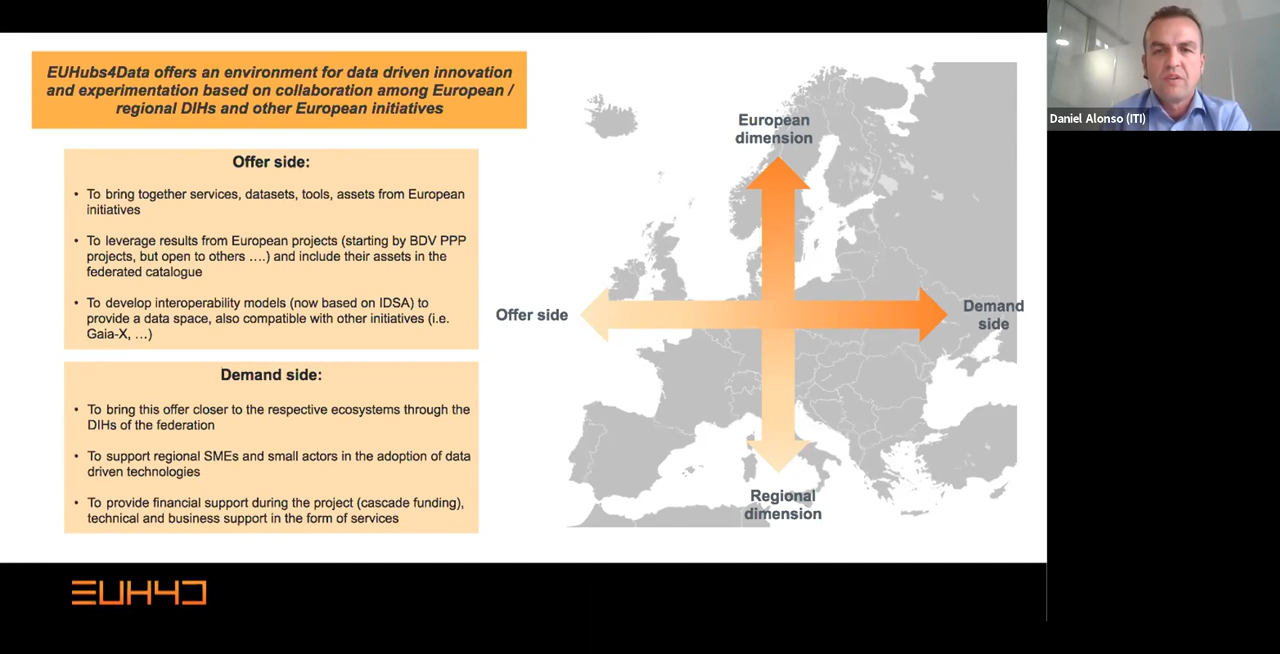 EUHubs4Data offers an environment for data driven innovation
and experimentation based on collaboration among European /
regional DIHs and other European initiatives
Offer side:
• To bring together services, datasets, tools, assets from European
initiatives
• To leverage results from European projects (starting by BDV PPP
projects, but open to others ….) and include their assets in the
federated catalogue
• To develop interoperability models (now based on IDSA) to
provide a data space, also compatible with other initiatives (i.e.
Gaia-X, …)
Demand side:
• To bring this offer closer to the respective ecosystems through the
DIHs of the federation
• To support regional SMEs and small actors in the adoption of data
driven technologies
• To provide financial support during the project (cascade funding),
technical and business support in the form of services
European
dimension
Offer side
Demand
side
Regional
dimension
Daniel Alonso (ITI)
EUH4D